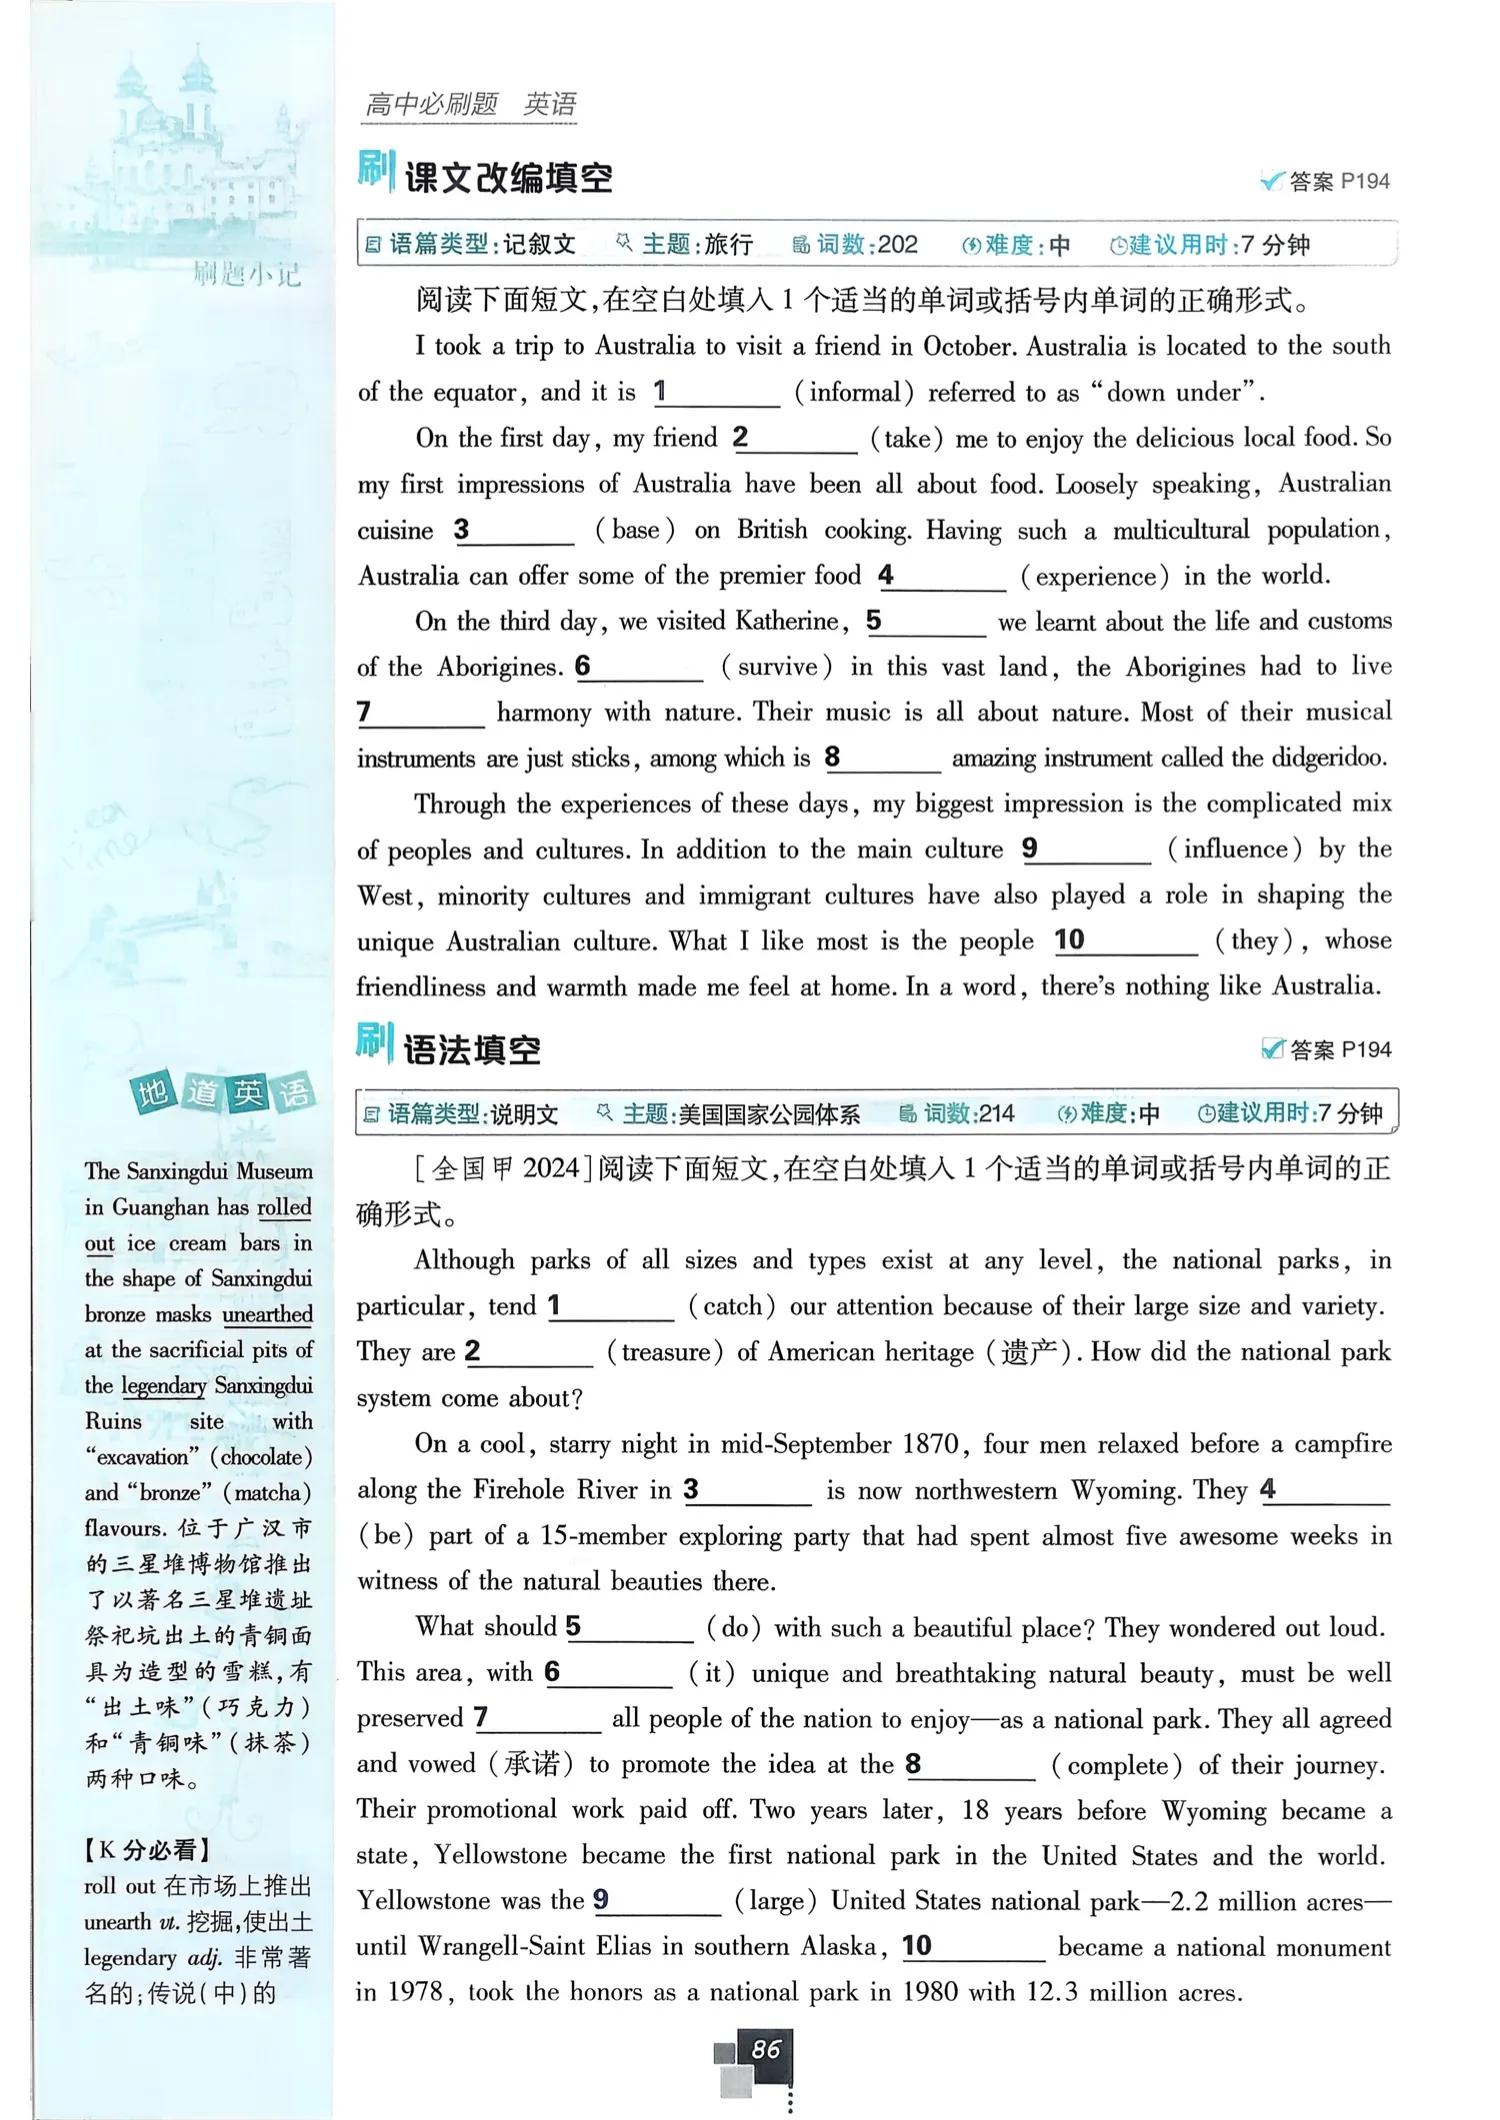 高中必刷题 英语
刷 课文改编填空
答案 P194
语篇类型:记叙文 主题:旅行 词数:202 难度:中 建议用时:7 分钟
刷题小记
阅读下面短文,在空白处填入 1 个适当的单词或括号内单词的正确形式。
I took a trip to Australia to visit a friend in October. Australia is located to the south
of the equator, and it is 1________ (informal) referred to as “down under”.
On the first day, my friend 2________ (take) me to enjoy the delicious local food. So
my first impressions of Australia have been all about food. Loosely speaking, Australian
cuisine 3________ (base) on British cooking. Having such a multicultural population,
Australia can offer some of the premier food 4________ (experience) in the world.
On the third day, we visited Katherine, 5________ we learnt about the life and customs
of the Aborigines. 6________ (survive) in this vast land, the Aborigines had to live
7________ harmony with nature. Their music is all about nature. Most of their musical
instruments are just sticks, among which is 8________ amazing instrument called the didgeridoo.
Through the experiences of these days, my biggest impression is the complicated mix
of peoples and cultures. In addition to the main culture 9________ (influence) by the
West, minority cultures and immigrant cultures have also played a role in shaping the
unique Australian culture. What I like most is the people 10________ (they), whose
friendliness and warmth made me feel at home. In a word, there’s nothing like Australia.
刷 语法填空
答案 P194
语篇类型:说明文 主题:美国国家公园体系 词数:214 难度:中 建议用时:7 分钟
[全国甲 2024]阅读下面短文,在空白处填入 1 个适当的单词或括号内单词的正
确形式。
Although parks of all sizes and types exist at any level, the national parks, in
particular, tend 1________ (catch) our attention because of their large size and variety.
They are 2________ (treasure) of American heritage (遗产). How did the national park
system come about?
On a cool, starry night in mid-September 1870, four men relaxed before a campfire
along the Firehole River in 3________ is now northwestern Wyoming. They 4________
(be) part of a 15-member exploring party that had spent almost five awesome weeks in
witness of the natural beauties there.
What should 5________ (do) with such a beautiful place? They wondered out loud.
This area, with 6________ (it) unique and breathtaking natural beauty, must be well
preserved 7________ all people of the nation to enjoy—as a national park. They all agreed
and vowed (承诺) to promote the idea at the 8________ (complete) of their journey.
Their promotional work paid off. Two years later, 18 years before Wyoming became a
state, Yellowstone became the first national park in the United States and the world.
Yellowstone was the 9________ (large) United States national park—2.2 million acres—
until Wrangell-Saint Elias in southern Alaska, 10________ became a national monument
in 1978, took the honors as a national park in 1980 with 12.3 million acres.
地道英语
The Sanxingdui Museum
in Guanghan has rolled
out ice cream bars in
the shape of Sanxingdui
bronze masks unearthed
at the sacrificial pits of
the legendary Sanxingdui
Ruins site with
“excavation” (chocolate)
and “bronze” (matcha)
flavours. 位于广汉市
的三星堆博物馆推出
了以著名三星堆遗址
祭祀坑出土的青铜面
具为造型的雪糕,有
“出土味”(巧克力)
和“青铜味”(抹茶)
两种口味。
【K 分必看】
roll out 在市场上推出
unearth vt. 挖掘,使出土
legendary adj. 非常著
名的;传说(中)的
86